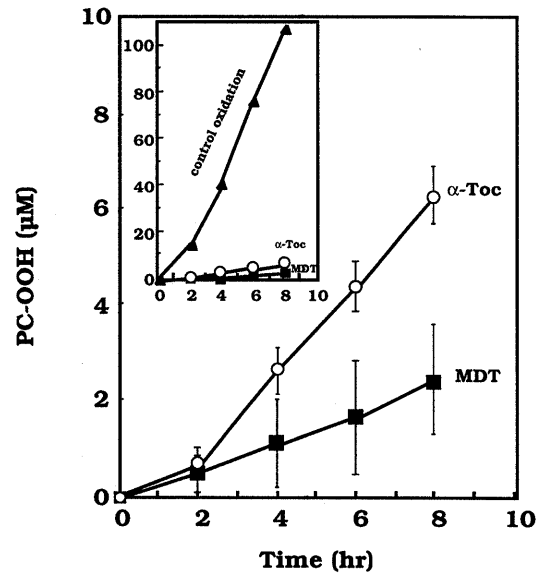 10
8
6
4
2
0
PC-OOH (µM)
100
80
60
40
20
0
control oxidation
α-Toc
MDT
0 2 4 6 8 10
α-Toc
MDT
0 2 4 6 8 10
Time (hr)